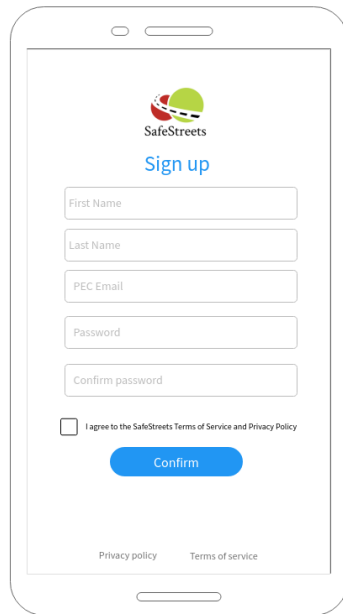 SafeStreets
Sign up
First Name
Last Name
PEC Email
Password
Confirm password
I agree to the SafeStreets Terms of Service and Privacy Policy
Confirm
Privacy policy Terms of service